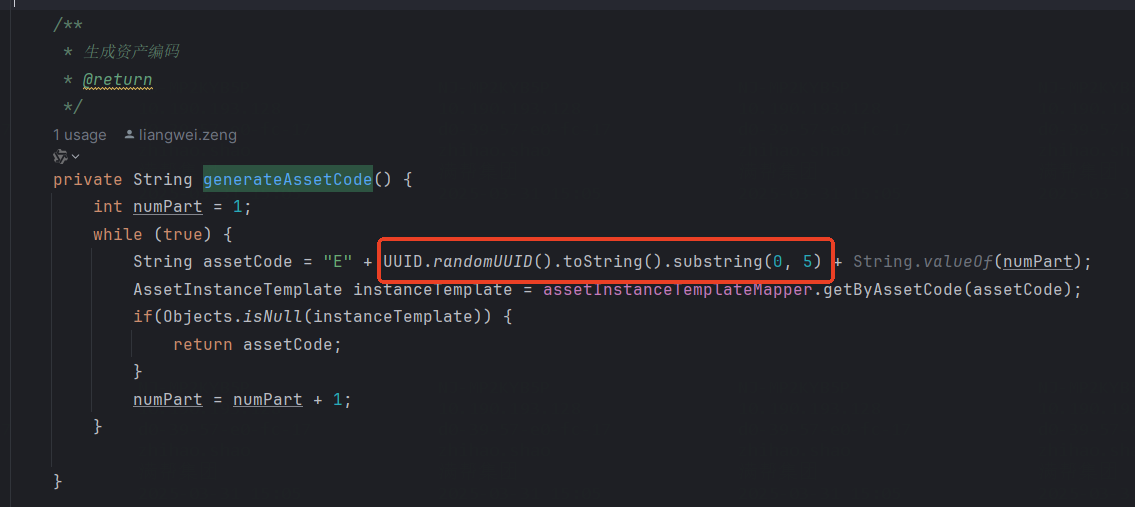 /**
 * 生成资产编码
 * @return
 */
1 usage liangwei.zeng
private String generateAssetCode() {
    int numPart = 1;
    while (true) {
        String assetCode = "E" + UUID.randomUUID().toString().substring(0, 5) + String.valueOf(numPart);
        AssetInstanceTemplate instanceTemplate = assetInstanceTemplateMapper.getByAssetCode(assetCode);
        if(Objects.isNull(instanceTemplate)) {
            return assetCode;
        }
        numPart = numPart + 1;
    }
}